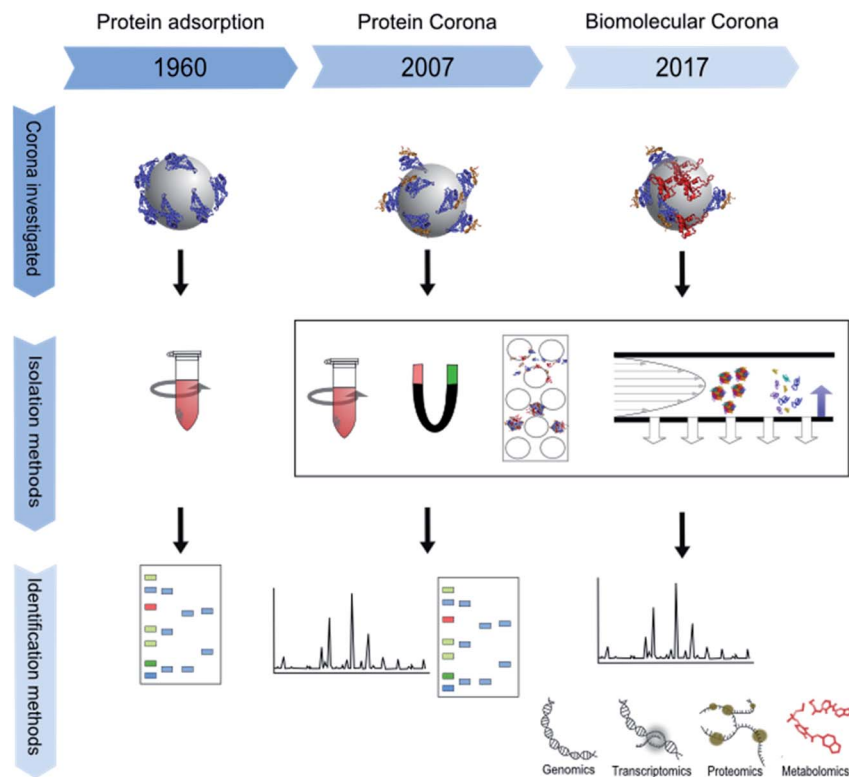 Protein adsorption
Protein Corona
Biomolecular Corona
1960
2007
2017
Corona investigated
Isolation methods
Identification methods
Genomics
Transcriptomics
Proteomics
Metabolomics